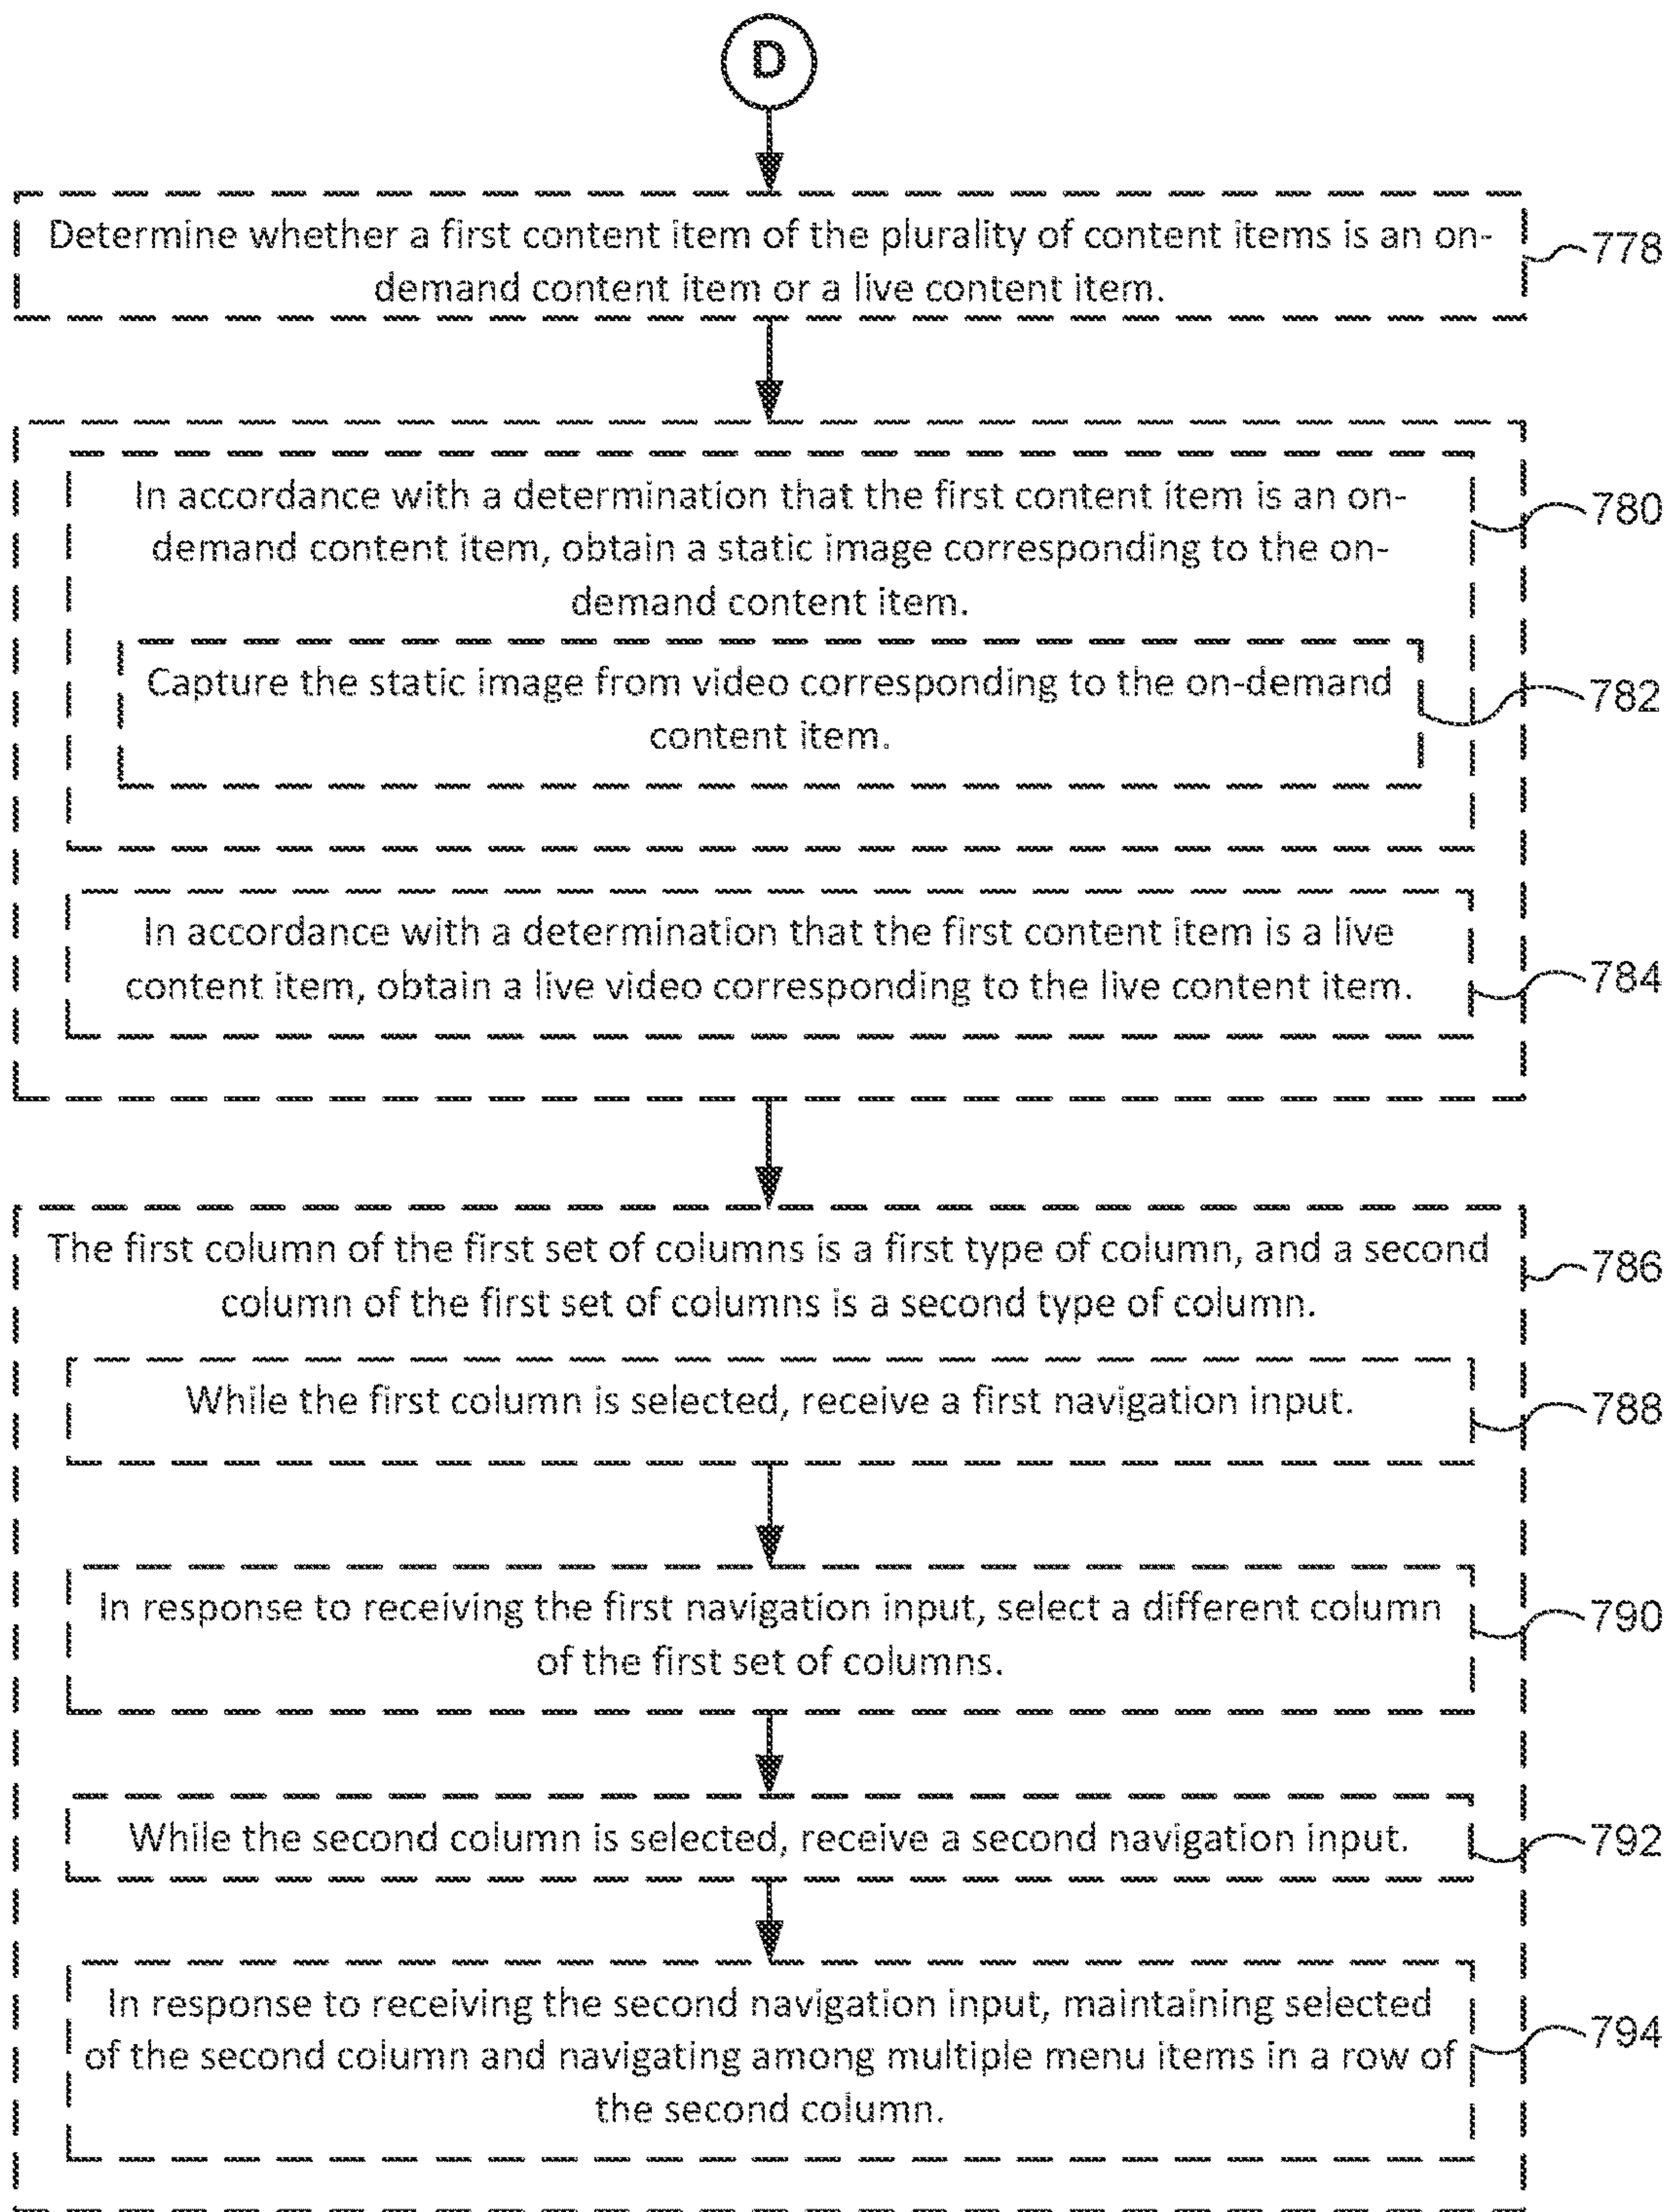 D
Determine whether a first content item of the plurality of content items is an on-
demand content item or a live content item.
778
In accordance with a determination that the first content item is an on-
demand content item, obtain a static image corresponding to the on-
demand content item.
780
Capture the static image from video corresponding to the on-demand
content item.
782
In accordance with a determination that the first content item is a live
content item, obtain a live video corresponding to the live content item.
784
The first column of the first set of columns is a first type of column, and a second
column of the first set of columns is a second type of column.
786
While the first column is selected, receive a first navigation input.
788
In response to receiving the first navigation input, select a different column
of the first set of columns.
790
While the second column is selected, receive a second navigation input.
792
In response to receiving the second navigation input, maintaining selected
of the second column and navigating among multiple menu items in a row of
the second column.
794